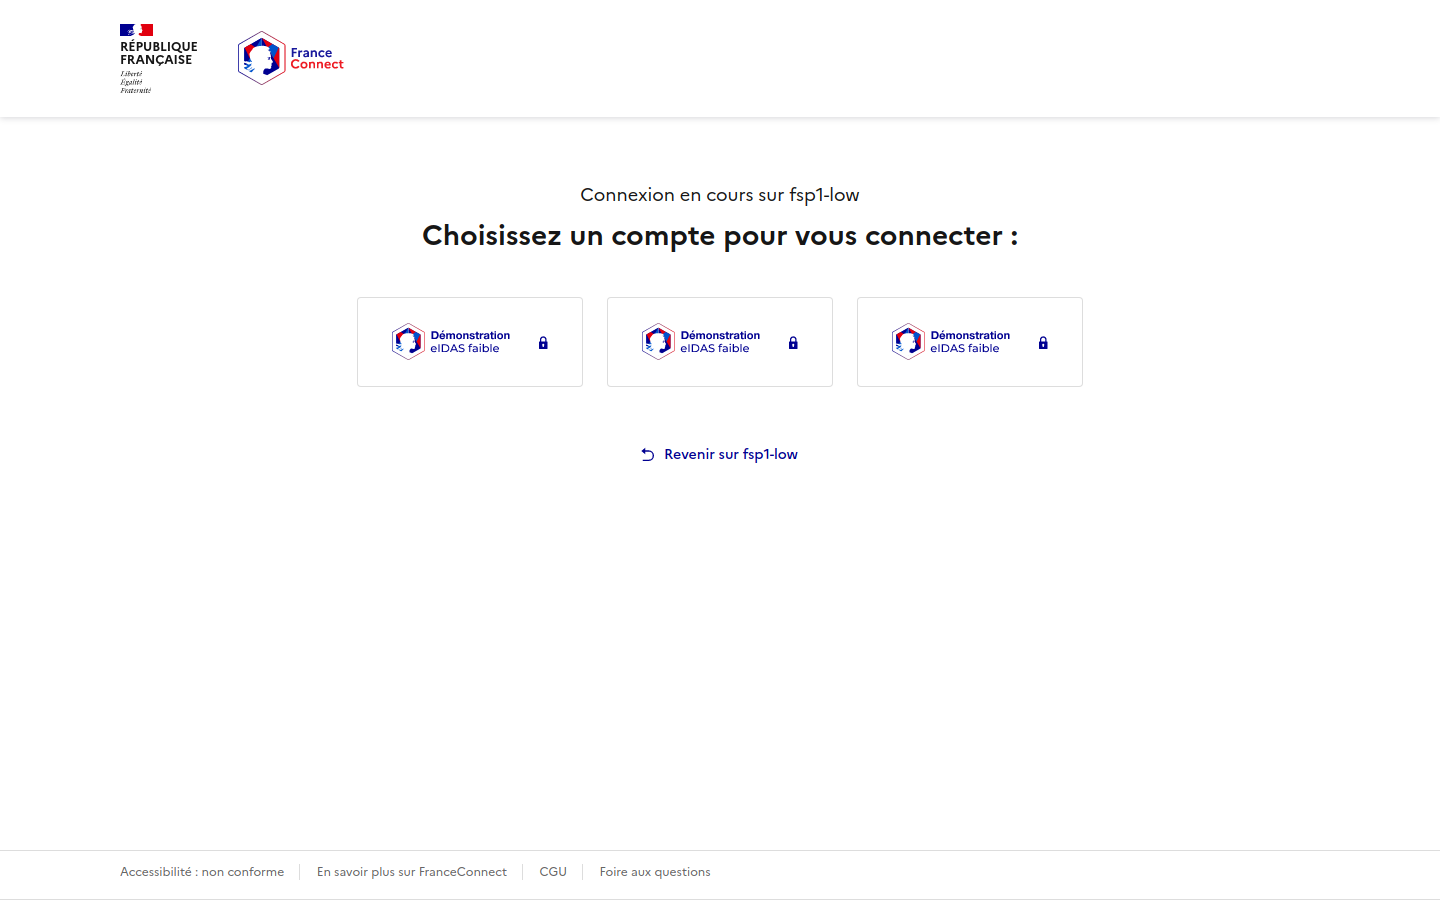 RÉPUBLIQUE
FRANÇAISE
Liberté
Égalité
Fraternité
France
Connect
Connexion en cours sur fsp1-low
Choisissez un compte pour vous connecter :
Démonstration
eIDAS faible
Démonstration
eIDAS faible
Démonstration
eIDAS faible
Revenir sur fsp1-low
Accessibilité : non conforme
En savoir plus sur FranceConnect
CGU
Foire aux questions